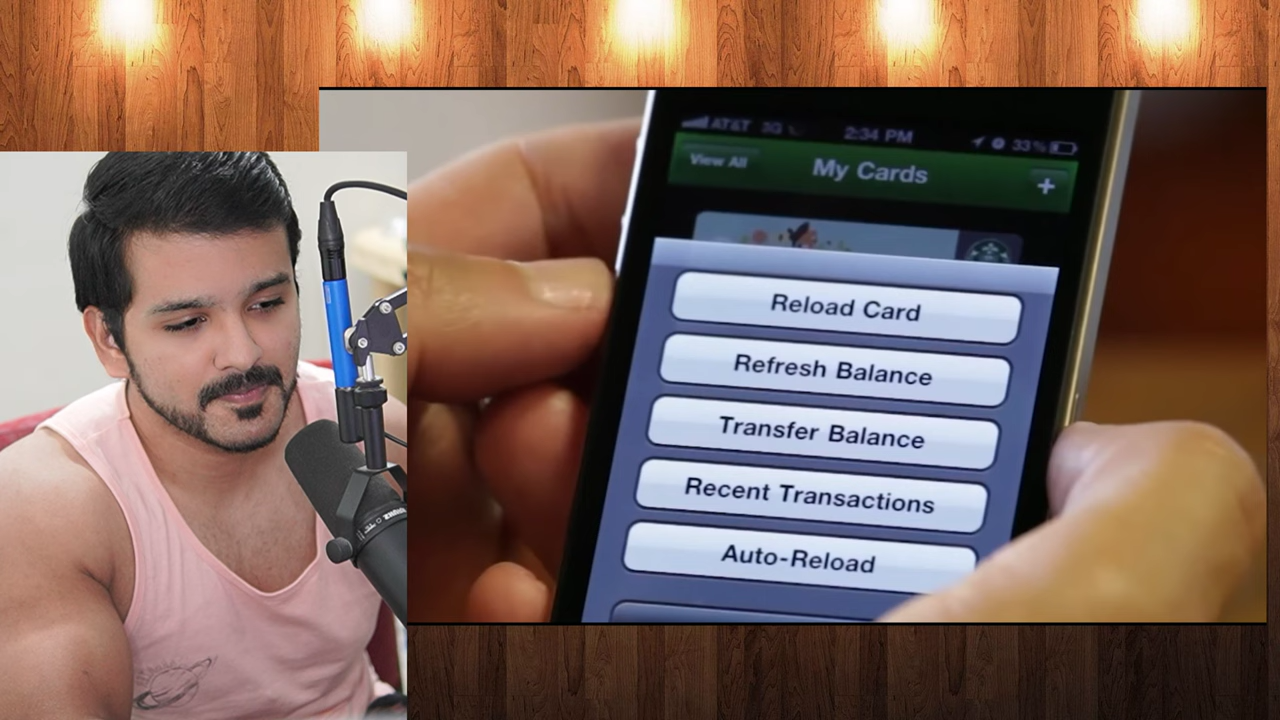 AT&T 3G 2:34 PM 33%
View All My Cards +
Reload Card
Refresh Balance
Transfer Balance
Recent Transactions
Auto-Reload